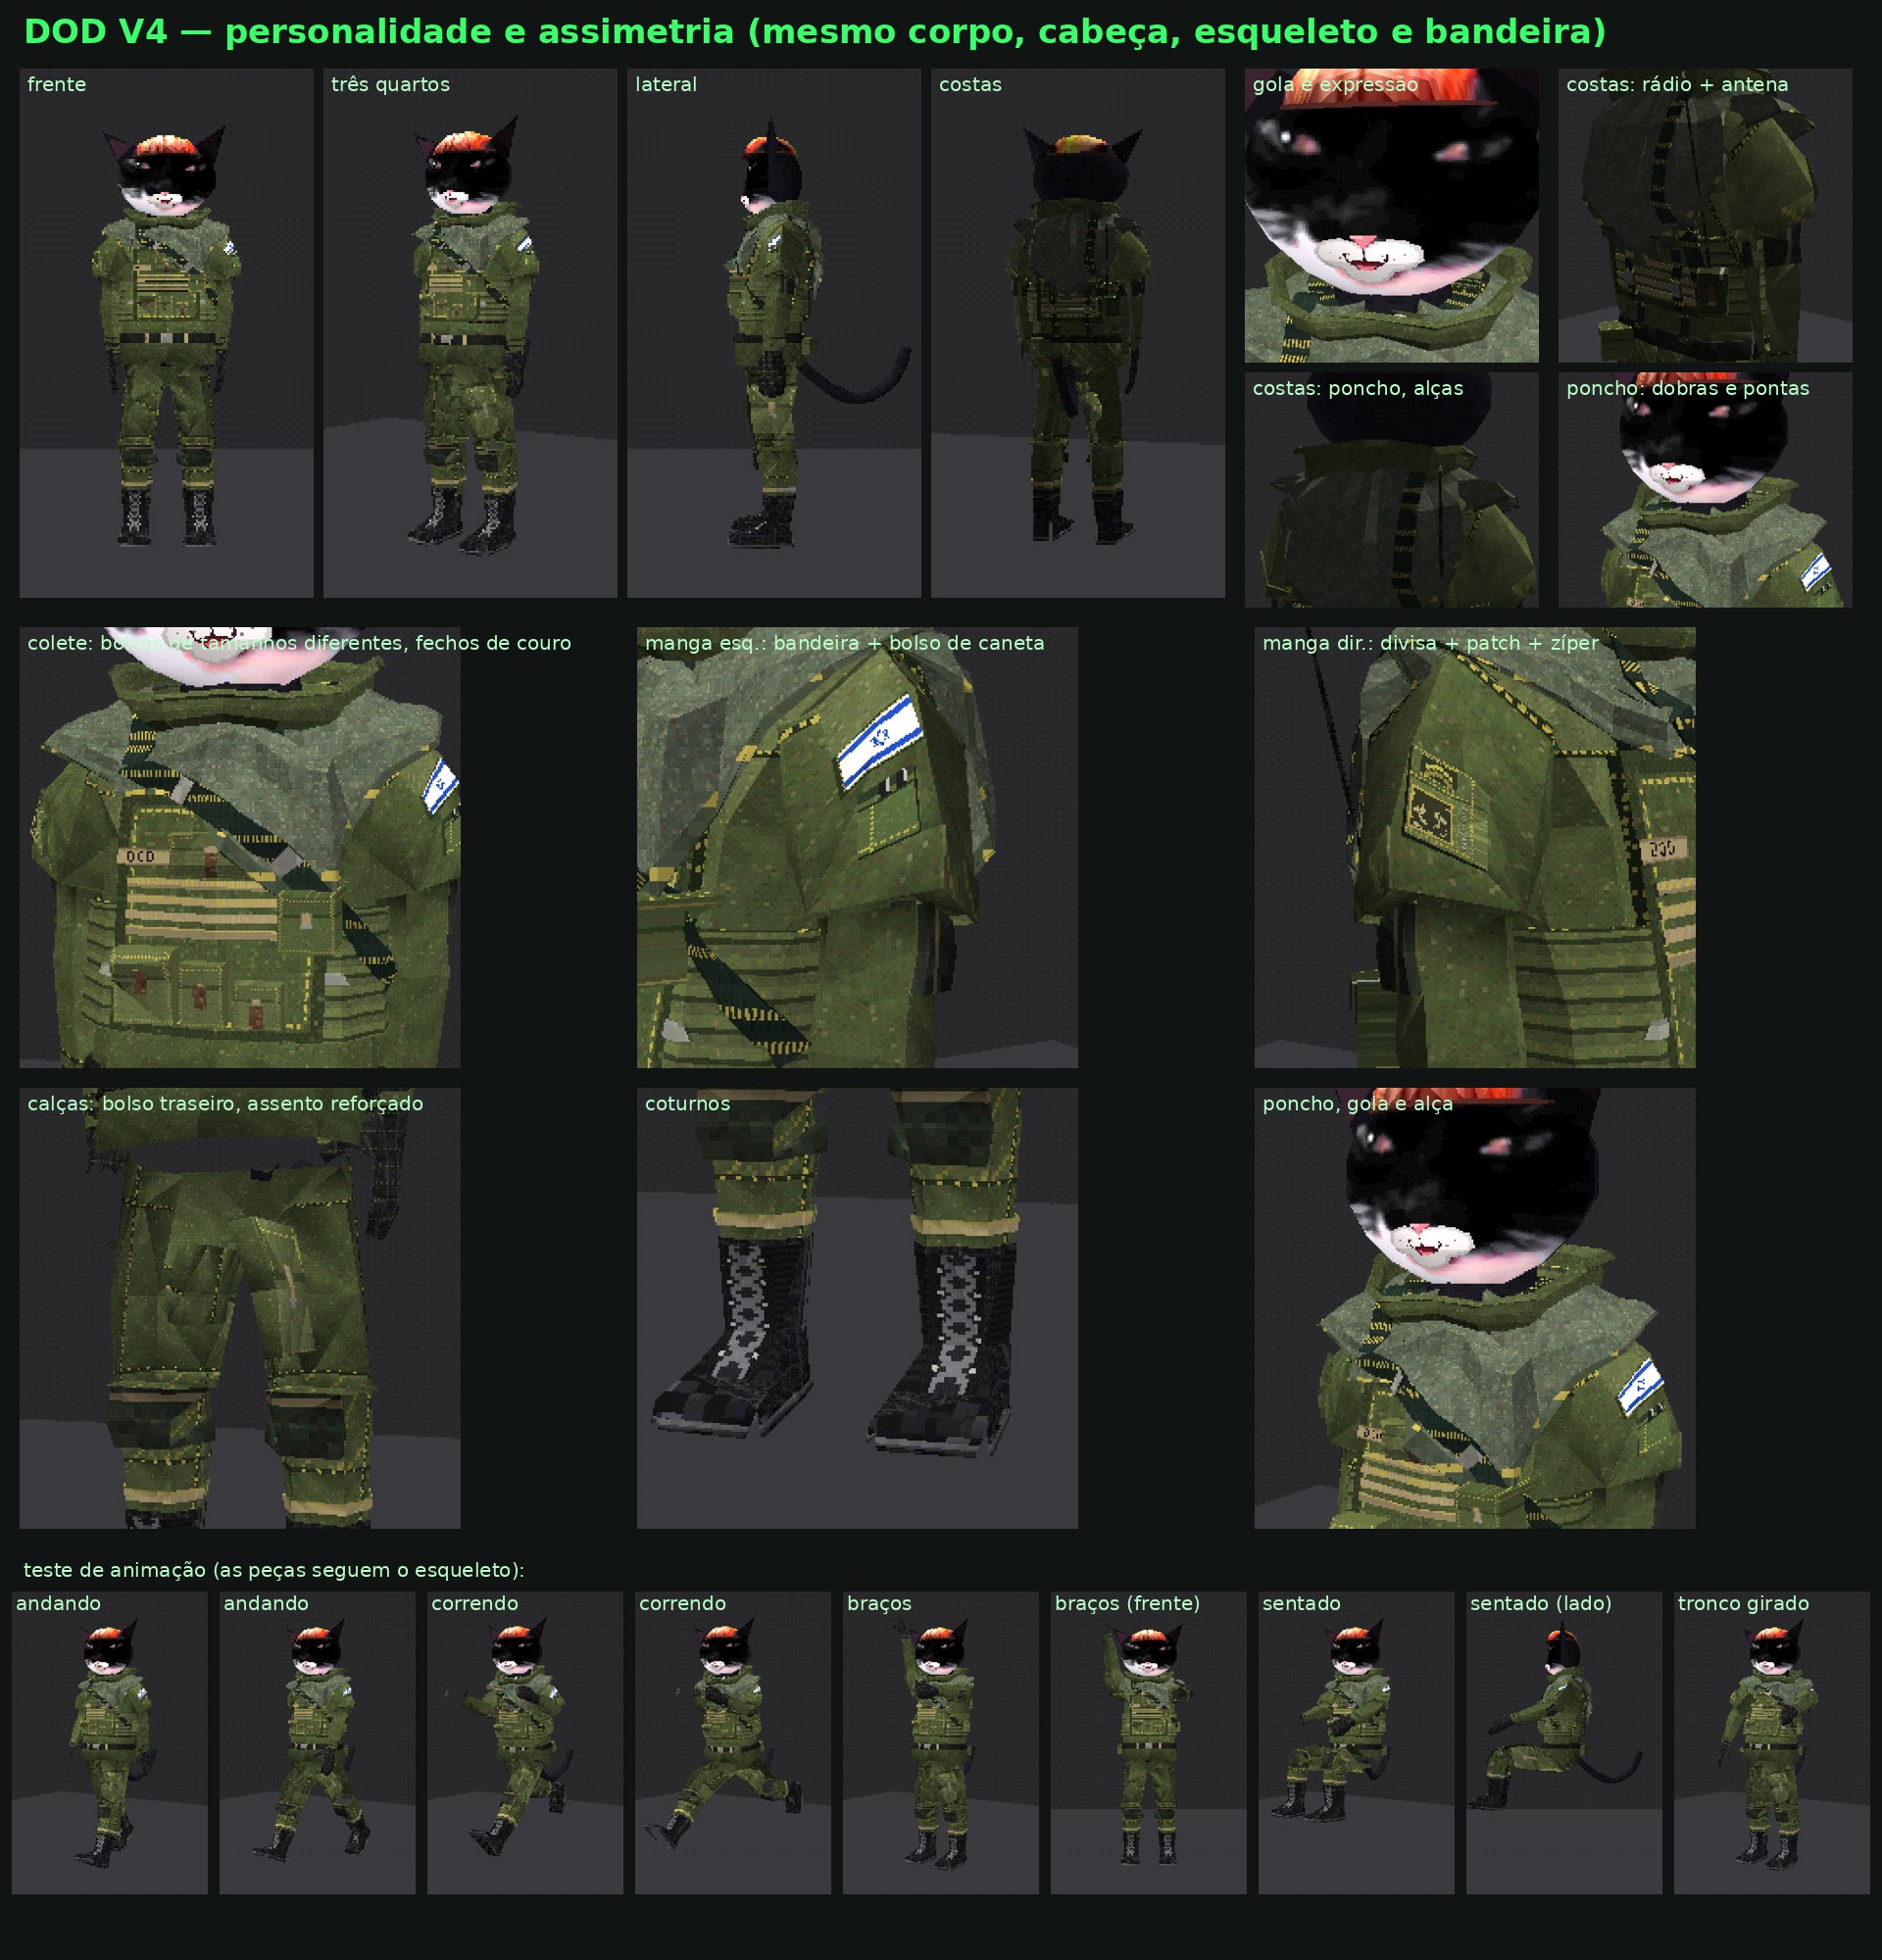 DOD V4 — personalidade e assimetria (mesmo corpo, cabeça, esqueleto e bandeira)
frente
três quartos
lateral
costas
gola e expressão
costas: rádio + antena
costas: poncho, alças
poncho: dobras e pontas
colete: bolsos de tamanhos diferentes, fechos de couro
manga esq.: bandeira + bolso de caneta
manga dir.: divisa + patch + zíper
calças: bolso traseiro, assento reforçado
coturnos
poncho, gola e alça
teste de animação (as peças seguem o esqueleto):
andando
andando
correndo
correndo
braços
braços (frente)
sentado
sentado (lado)
tronco girado